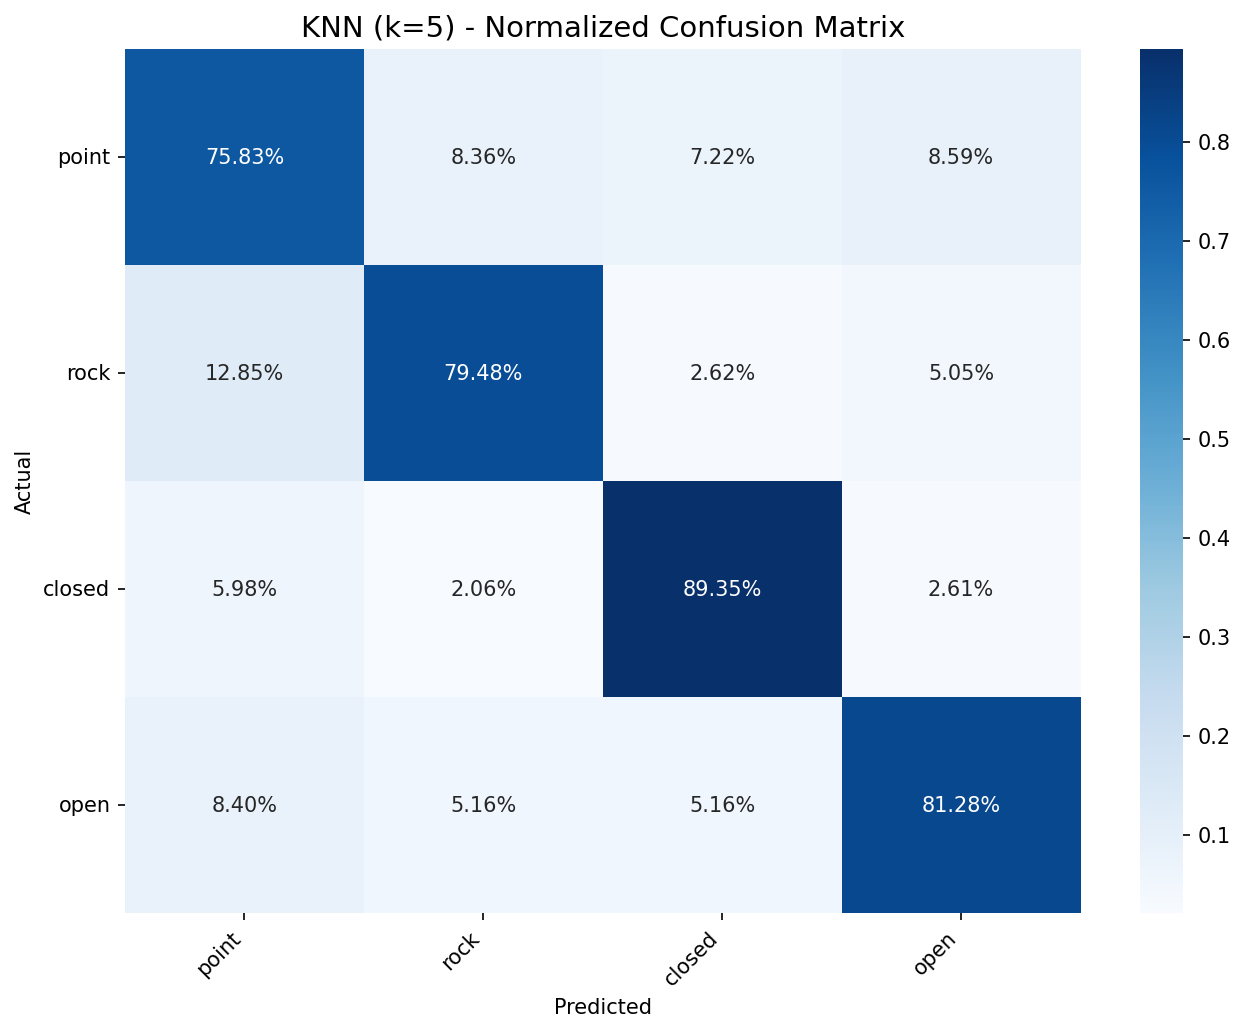 KNN (k=5) - Normalized Confusion Matrix
point 75.83% 8.36% 7.22% 8.59%
rock 12.85% 79.48% 2.62% 5.05%
closed 5.98% 2.06% 89.35% 2.61%
open 8.40% 5.16% 5.16% 81.28%
Actual
point rock closed open
Predicted
0.8
0.7
0.6
0.5
0.4
0.3
0.2
0.1